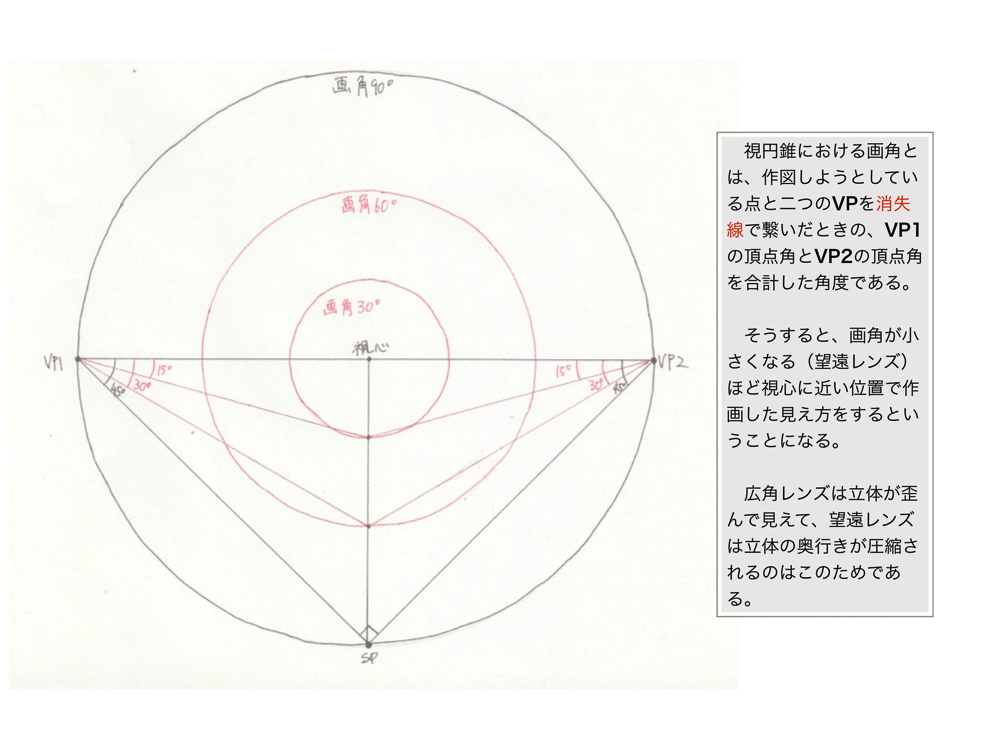 画角90°
画角60°
画角30°
視心
VP1
VP2
15°
30°
45°
15°
30°
45°
SP
視円錐における画角と
は、作図しようとしてい
る点と二つのVPを消失
線で繋いだときの、VP1
の頂点角とVP2の頂点角
を合計した角度である。
そうすると、画角が小
さくなる（望遠レンズ）
ほど視心に近い位置で作
画した見え方をするとい
うことになる。
広角レンズは立体が歪
んで見えて、望遠レンズ
は立体の奥行きが圧縮さ
れるのはこのためであ
る。